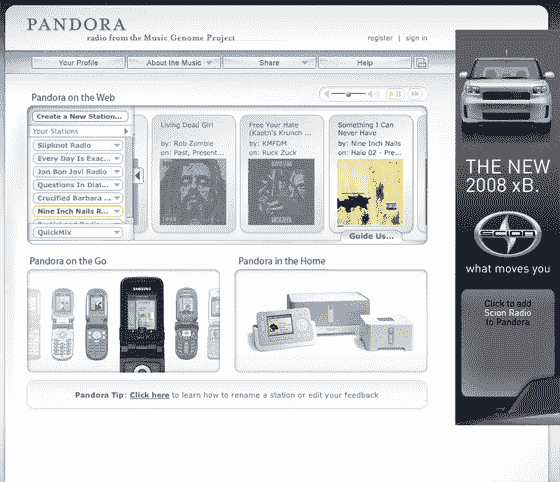 PANDORA
radio from the Music Genome Project
register | sign in
Your Profile
About the Music
Share
Help
Pandora on the Web
Create a New Station...
Your Stations
Slipknot Radio
Every Day Is Exac...
Jon Bon Jovi Radio
Questions In Dial...
Crucified Barbara ...
Nine Inch Nails R...
QuickMix
Living Dead Girl
by: Rob Zombie
on: Past, Present...
Free Your Hate
(Kaptn's Krunch ...
by: KMFDM
on: Ruck Zuck
Something I Can
Never Have
by: Nine Inch Nails
on: Halo 02 - Pre...
Guide Us...
Pandora on the Go
SAMSUNG
Pandora in the Home
Pandora Tip: Click here to learn how to rename a station or edit your feedback
THE NEW
2008 xB.
SCION
what moves you
Click to add
Scion Radio
to Pandora